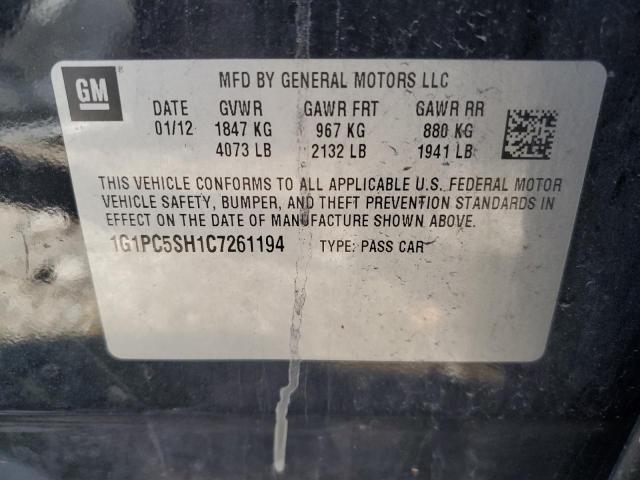 GM
MFD BY GENERAL MOTORS LLC
DATE GVWR GAWR FRT GAWR RR
01/12 1847 KG 967 KG 880 KG
4073 LB 2132 LB 1941 LB
THIS VEHICLE CONFORMS TO ALL APPLICABLE U.S. FEDERAL MOTOR
VEHICLE SAFETY, BUMPER, AND THEFT PREVENTION STANDARDS IN
EFFECT ON THE DATE OF MANUFACTURE SHOWN ABOVE.
1G1PC5SH1C7261194 TYPE: PASS CAR